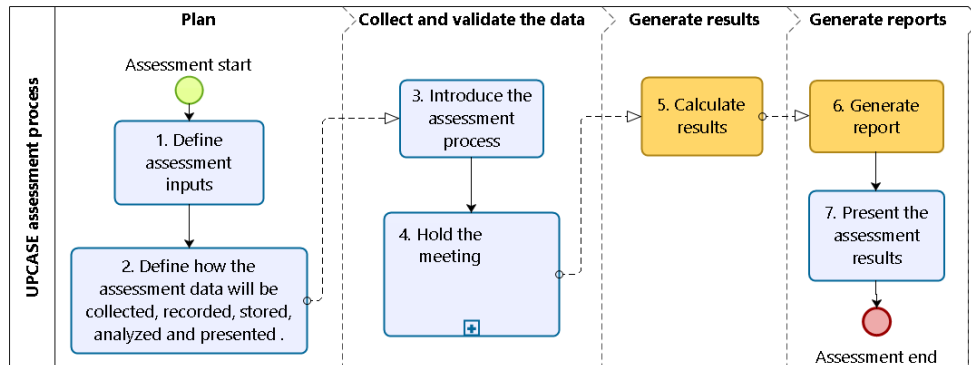 Plan
Collect and validate the data
Generate results
Generate reports
UPCASE assessment process
Assessment start
1. Define
assessment
inputs
2. Define how the
assessment data will be
collected, recorded, stored,
analyzed and presented .
3. Introduce the
assessment
process
4. Hold the
meeting
5. Calculate
results
6. Generate
report
7. Present the
assessment
results
Assessment end